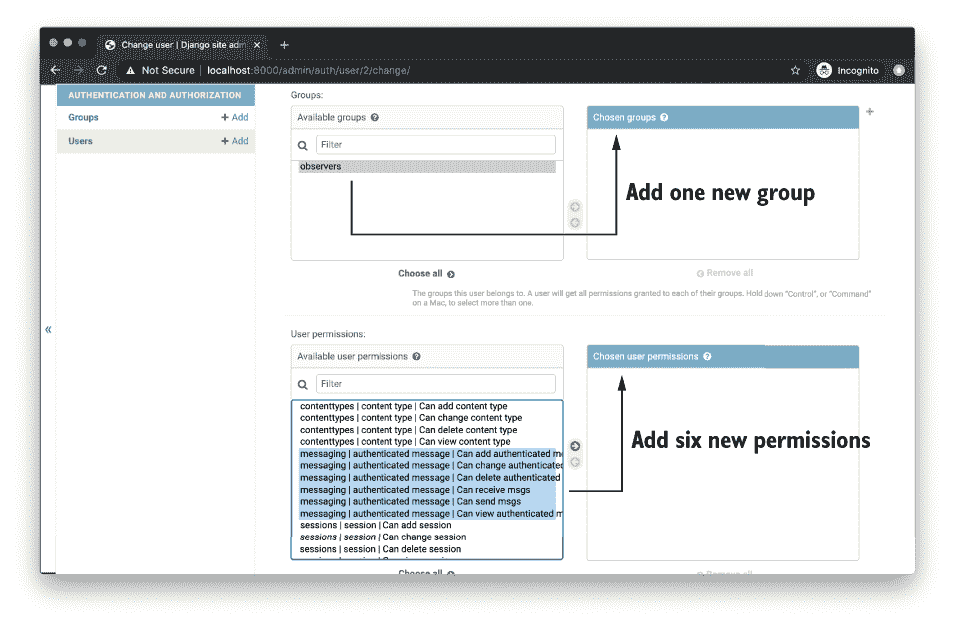 Change user | Django site adm
Not Secure | localhost:8000/admin/auth/user/2/change/
Incognito
AUTHENTICATION AND AUTHORIZATION
Groups
+ Add
Users
+ Add
Groups:
Available groups
Filter
observers
Choose all
Chosen groups
Add one new group
Remove all
The groups this user belongs to. A user will get all permissions granted to each of their groups. Hold down “Control”, or “Command”
on a Mac, to select more than one.
User permissions:
Available user permissions
Filter
contenttypes | content type | Can add content type
contenttypes | content type | Can change content type
contenttypes | content type | Can delete content type
contenttypes | content type | Can view content type
messaging | authenticated message | Can add authenticated m
messaging | authenticated message | Can change authenticated
messaging | authenticated message | Can delete authenticated
messaging | authenticated message | Can receive msgs
messaging | authenticated message | Can send msgs
messaging | authenticated message | Can view authenticated m
sessions | session | Can add session
sessions | session | Can change session
sessions | session | Can delete session
Choose all
Chosen user permissions
Add six new permissions
Remove all